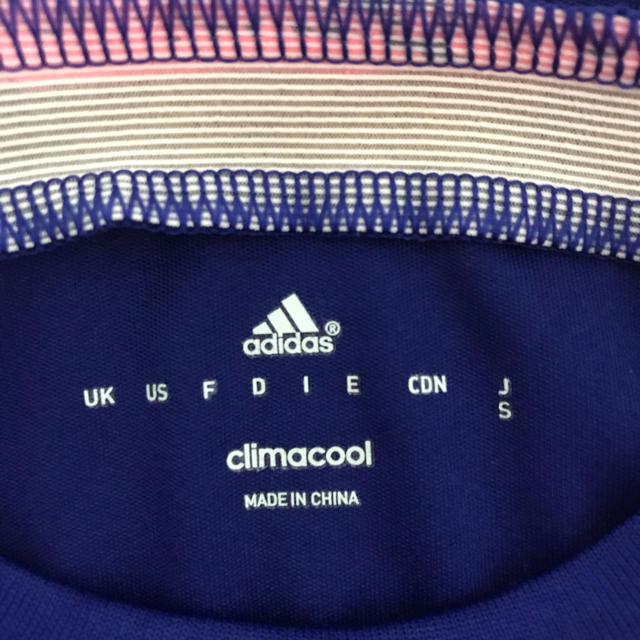 adidas®
UK US F D I E CDN J
S
climacool
MADE IN CHINA